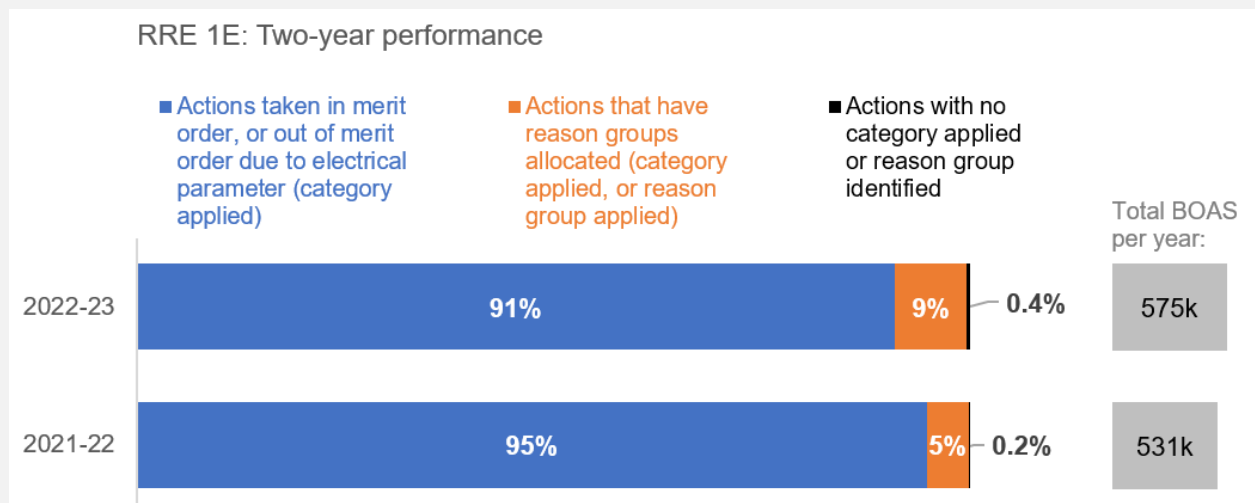 RRE 1E: Two-year performance
Actions taken in merit
order, or out of merit
order due to electrical
parameter (category
applied)
Actions that have
reason groups
allocated (category
applied, or reason
group applied)
Actions with no
category applied
or reason group
identified
Total BOAS
per year:
2022-23
91%
9%
0.4%
575k
2021-22
95%
5%
0.2%
531k